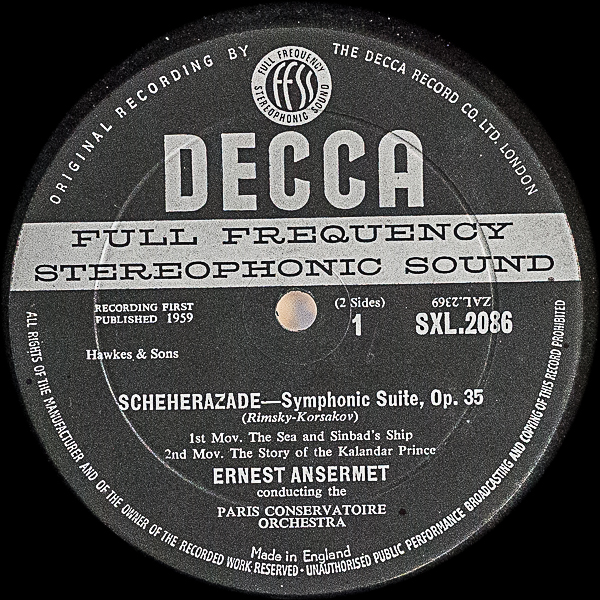 ORIGINAL RECORDING BY
THE DECCA RECORD CO. LTD. LONDON
FULL FREQUENCY
ffss
STEREOPHONIC SOUND
DECCA
FULL FREQUENCY
STEREOPHONIC SOUND
RECORDING FIRST
PUBLISHED 1959
(2 Sides)
1
ZAL.2369
SXL.2086
Hawkes & Sons
SCHEHERAZADE—Symphonic Suite, Op. 35
(Rimsky-Korsakov)
1st Mov. The Sea and Sinbad's Ship
2nd Mov. The Story of the Kalandar Prince
ERNEST ANSERMET
conducting the
PARIS CONSERVATOIRE
ORCHESTRA
Made in England
ALL RIGHTS OF THE MANUFACTURER AND OF THE OWNER OF THE RECORDED WORK RESERVED · UNAUTHORISED PUBLIC PERFORMANCE BROADCASTING AND COPYING OF THIS RECORD PROHIBITED